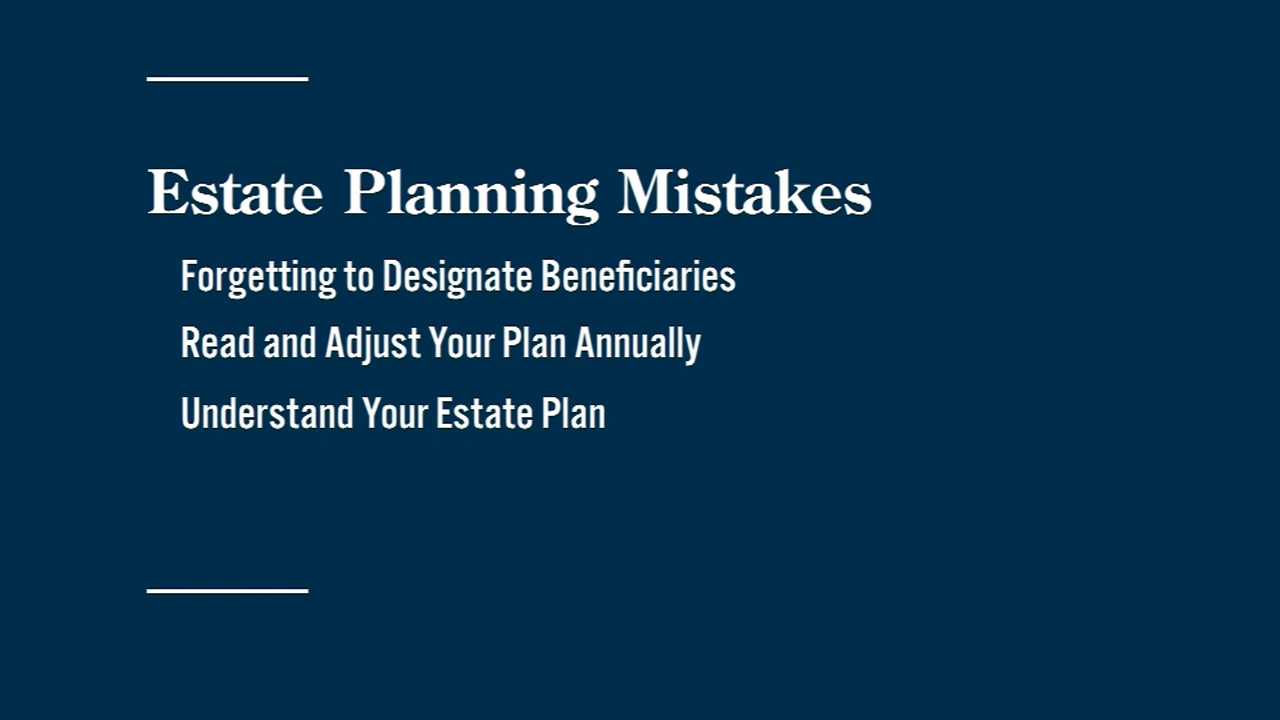 Estate Planning Mistakes
Forgetting to Designate Beneficiaries
Read and Adjust Your Plan Annually
Understand Your Estate Plan